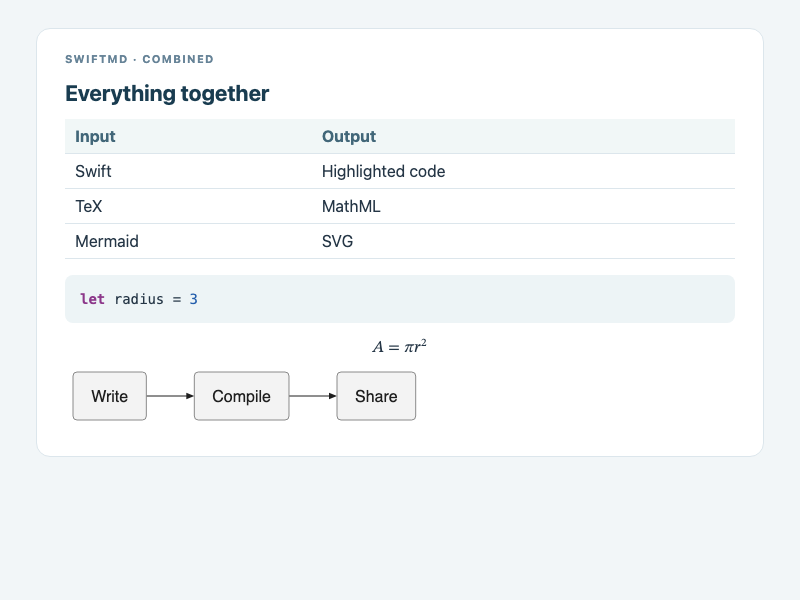 SWIFTMD · COMBINED
Everything together
Input Output
Swift Highlighted code
TeX MathML
Mermaid SVG
let radius = 3
A = πr²
Write Compile Share